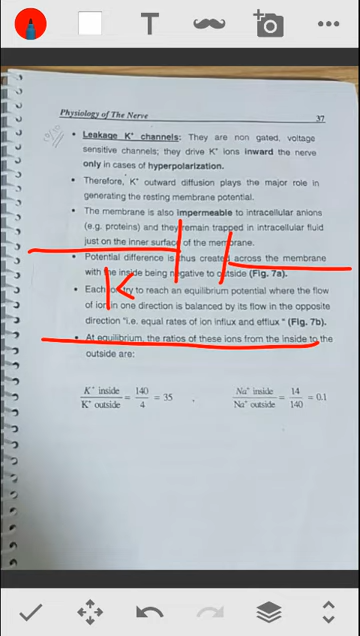 T
Physiology of The Nerve 37
• Leakage K⁺ channels: They are non gated, voltage
sensitive channels; they drive K⁺ ions inward the nerve
only in cases of hyperpolarization.
• Therefore, K⁺ outward diffusion plays the major role in
generating the resting membrane potential.
• The membrane is also impermeable to intracellular anions
(e.g. proteins) and they remain trapped in intracellular fluid
just on the inner surface of the membrane.
• Potential difference is thus created across the membrane
with the inside being negative to outside (Fig. 7a).
K
• Each ion try to reach an equilibrium potential where the flow
of ion in one direction is balanced by its flow in the opposite
direction "i.e. equal rates of ion influx and efflux " (Fig. 7b).
• At equilibrium, the ratios of these ions from the inside to the
outside are:
K⁺ inside / K⁺ outside = 140 / 4 = 35 . Na⁺ inside / Na⁺ outside = 14 / 140 = 0.1